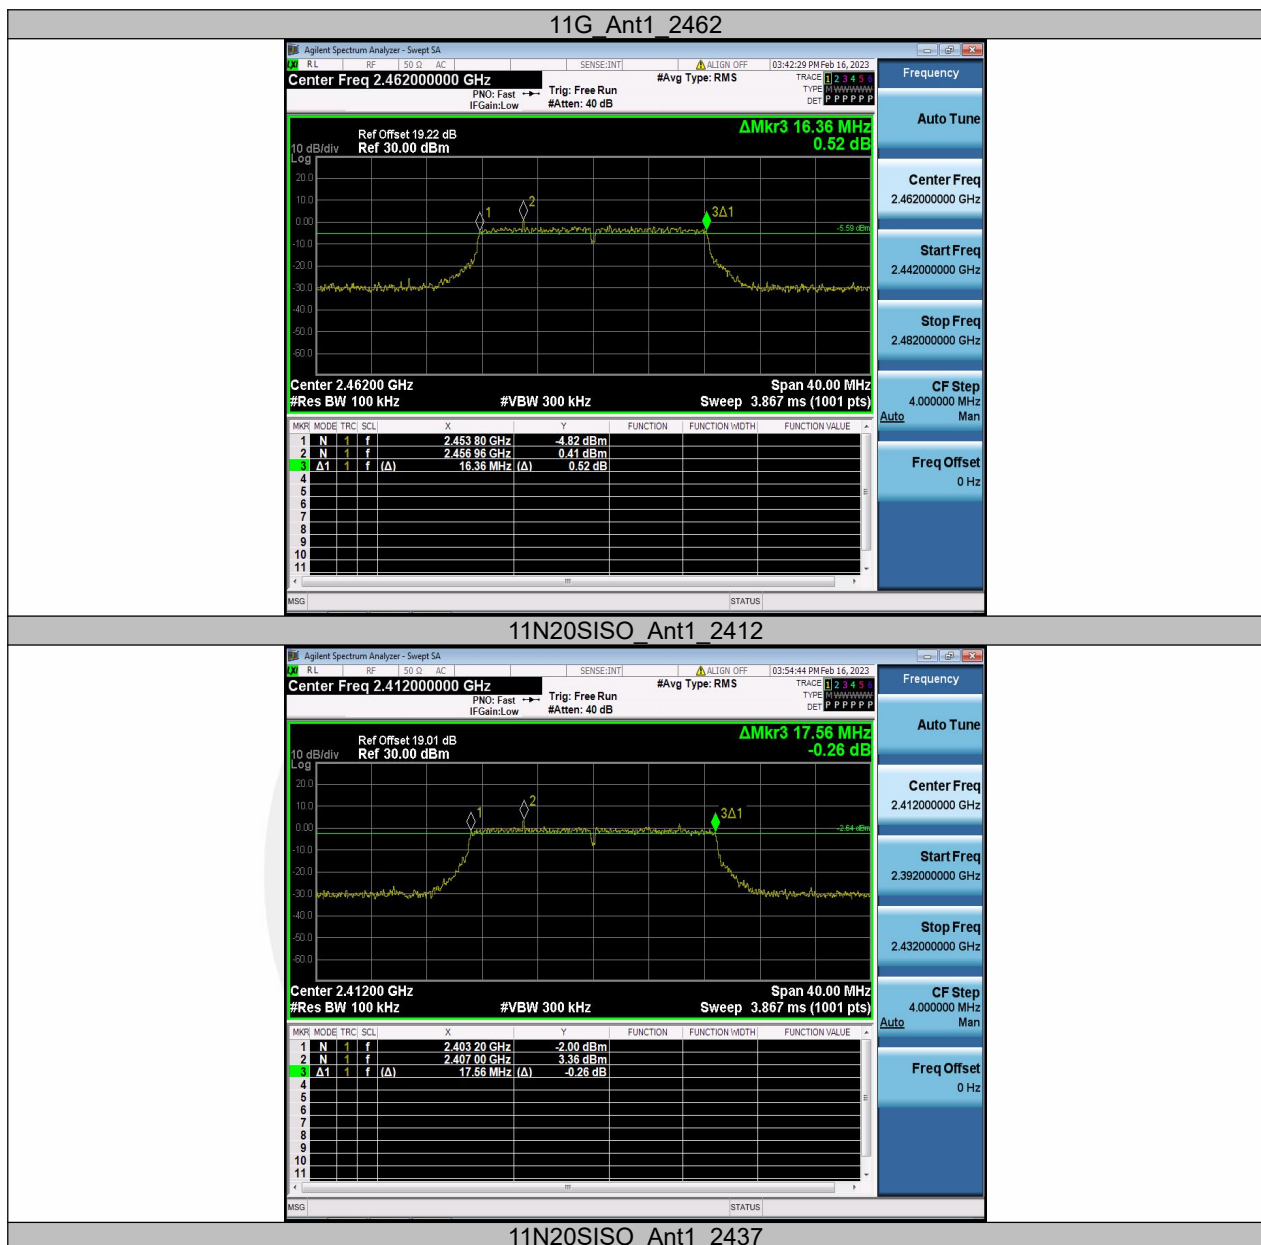 11G_Ant1_2462
Agilent Spectrum Analyzer - Swept SA
LXI RL RF 50 Ω AC SENSE:INT ALIGN OFF 03:42:29 PM Feb 16, 2023
Center Freq 2.462000000 GHz #Avg Type: RMS TRACE 1 2 3 4 5 6
PNO: Fast Trig: Free Run TYPE M WWWWW
IFGain:Low #Atten: 40 dB DET P P P P P P
Frequency
Auto Tune
Center Freq
2.462000000 GHz
Start Freq
2.442000000 GHz
Stop Freq
2.482000000 GHz
CF Step
4.000000 MHz
Auto Man
Freq Offset
0 Hz
ΔMkr3 16.36 MHz
0.52 dB
Ref Offset 19.22 dB
10 dB/div Ref 30.00 dBm
Log
20.0
10.0
0.00
-10.0
-20.0
-30.0
-40.0
-50.0
-60.0
1
2
3Δ1
-5.59 dBm
Center 2.46200 GHz Span 40.00 MHz
#Res BW 100 kHz #VBW 300 kHz Sweep 3.867 ms (1001 pts)
MKR MODE TRC SCL X Y FUNCTION FUNCTION WIDTH FUNCTION VALUE
1 N 1 f 2.453 80 GHz -4.82 dBm
2 N 1 f 2.456 96 GHz 0.41 dBm
3 Δ1 1 f (Δ) 16.36 MHz (Δ) 0.52 dB
4
5
6
7
8
9
10
11
MSG STATUS
11N20SISO_Ant1_2412
Agilent Spectrum Analyzer - Swept SA
LXI RL RF 50 Ω AC SENSE:INT ALIGN OFF 03:54:44 PM Feb 16, 2023
Center Freq 2.412000000 GHz #Avg Type: RMS TRACE 1 2 3 4 5 6
PNO: Fast Trig: Free Run TYPE M WWWWW
IFGain:Low #Atten: 40 dB DET P P P P P P
Frequency
Auto Tune
Center Freq
2.412000000 GHz
Start Freq
2.392000000 GHz
Stop Freq
2.432000000 GHz
CF Step
4.000000 MHz
Auto Man
Freq Offset
0 Hz
ΔMkr3 17.56 MHz
-0.26 dB
Ref Offset 19.01 dB
10 dB/div Ref 30.00 dBm
Log
20.0
10.0
0.00
-10.0
-20.0
-30.0
-40.0
-50.0
-60.0
1
2
3Δ1
-2.64 dBm
Center 2.41200 GHz Span 40.00 MHz
#Res BW 100 kHz #VBW 300 kHz Sweep 3.867 ms (1001 pts)
MKR MODE TRC SCL X Y FUNCTION FUNCTION WIDTH FUNCTION VALUE
1 N 1 f 2.403 20 GHz -2.00 dBm
2 N 1 f 2.407 00 GHz 3.36 dBm
3 Δ1 1 f (Δ) 17.56 MHz (Δ) -0.26 dB
4
5
6
7
8
9
10
11
MSG STATUS
11N20SISO_Ant1_2437